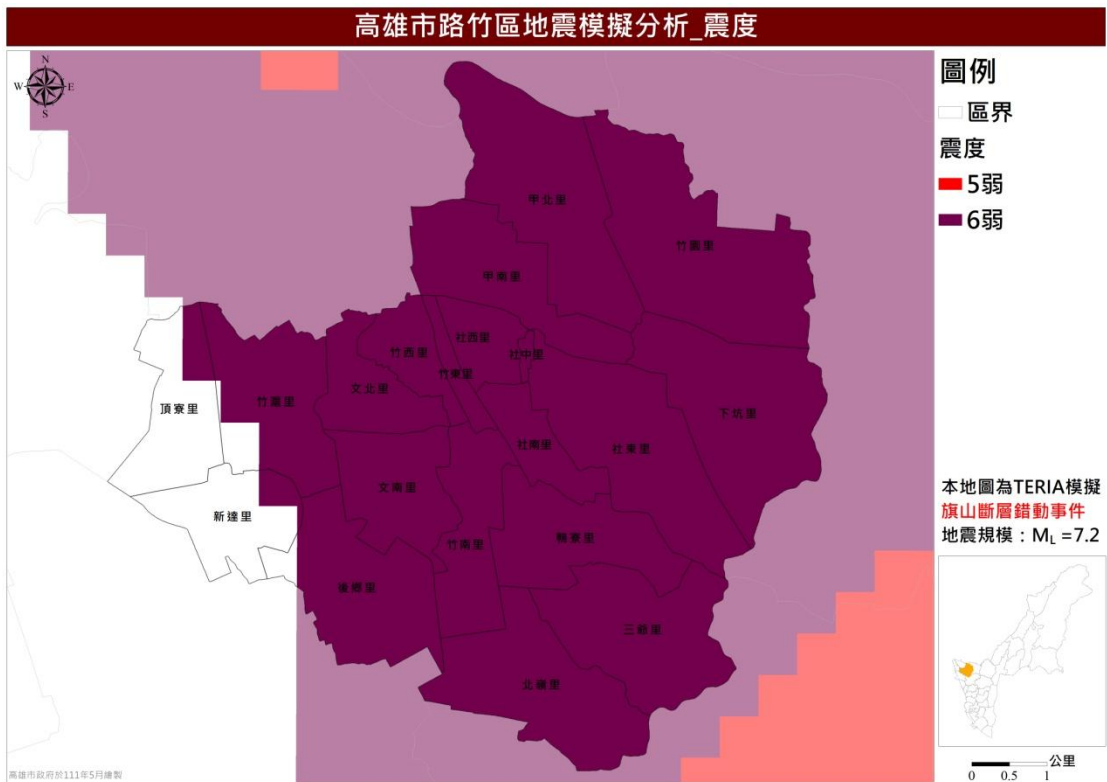 高雄市路竹區地震模擬分析_震度
N
W
E
S
圖例
區界
震度
5弱
6弱
甲北里
竹園里
甲南里
社西里
竹西里
社中里
竹東里
文北里
頂寮里
竹滬里
下坑里
社南里
社東里
文南里
新達里
竹南里
鴨寮里
後鄉里
三爺里
北嶺里
本地圖為TERIA模擬
旗山斷層錯動事件
地震規模：ML =7.2
公里
0 0.5 1
高雄市政府於111年5月繪製